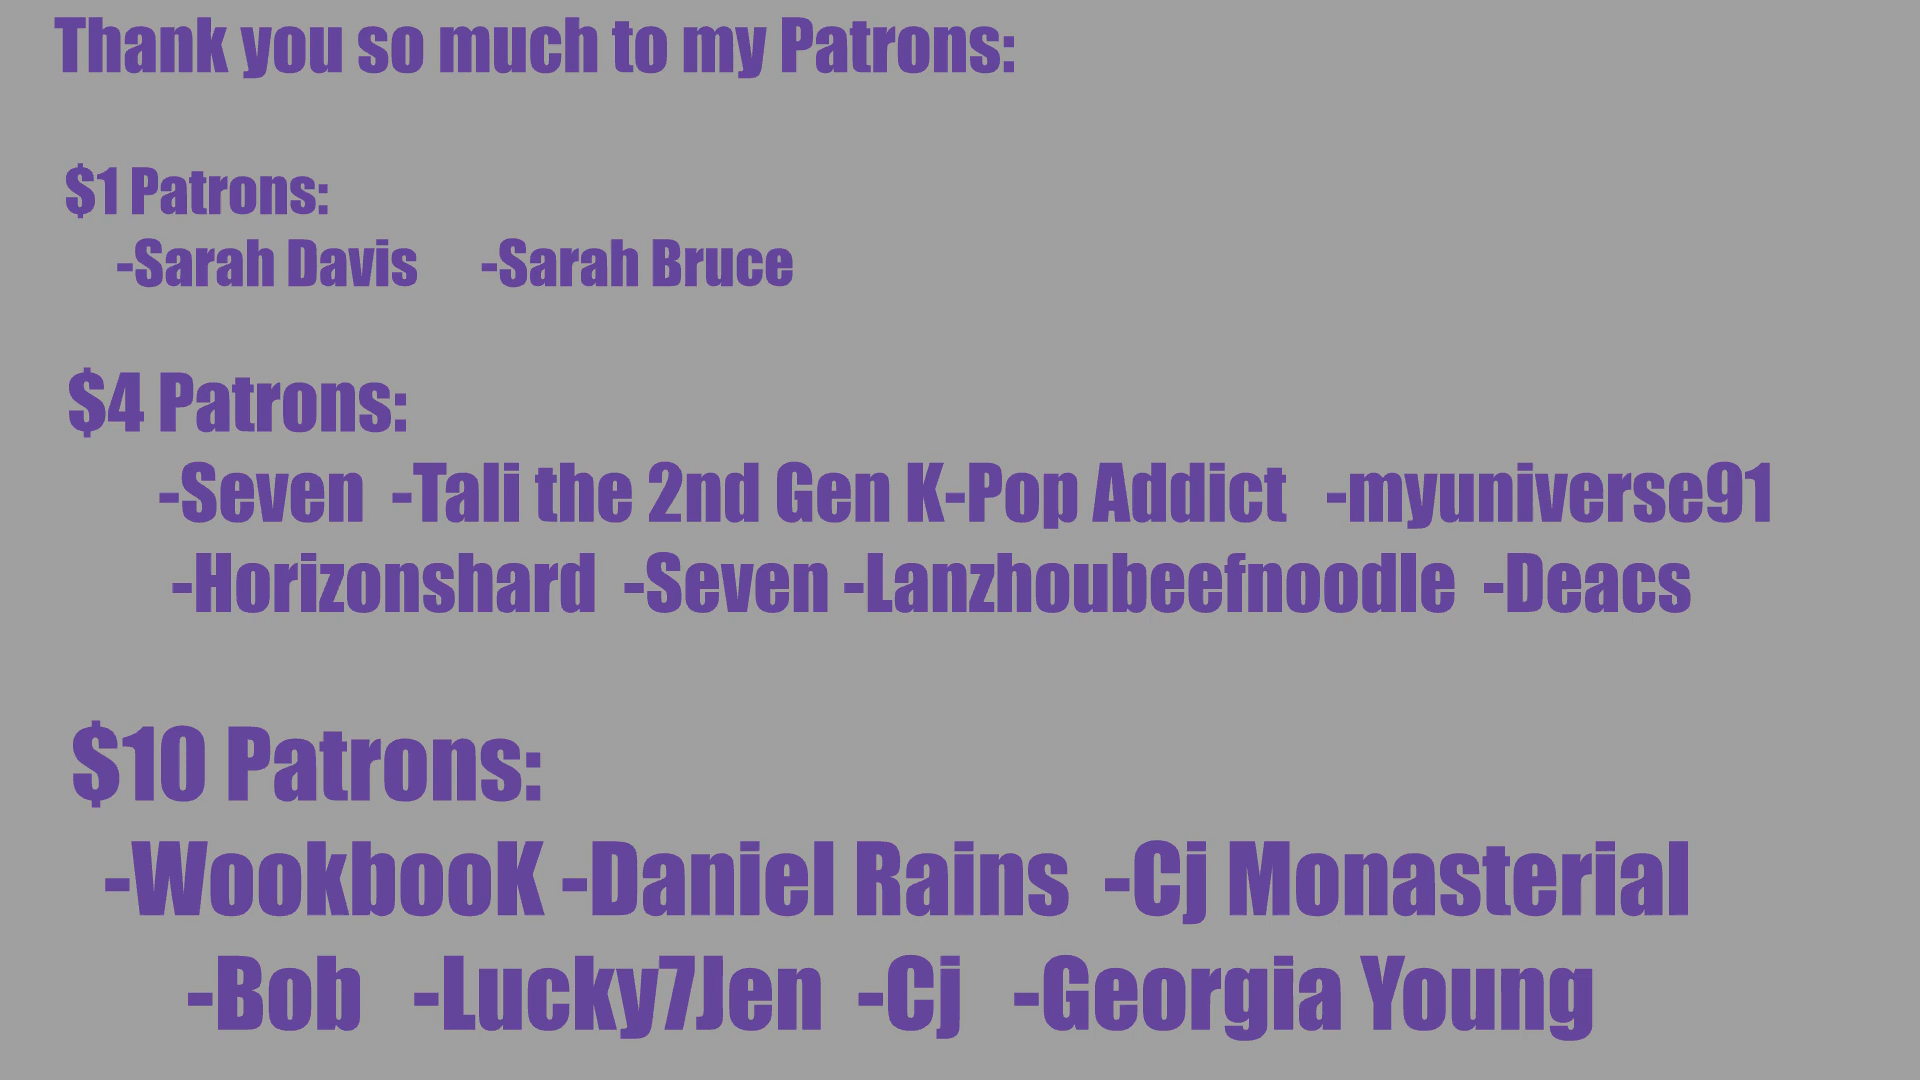 Thank you so much to my Patrons:
$1 Patrons:
-Sarah Davis -Sarah Bruce
$4 Patrons:
-Seven -Tali the 2nd Gen K-Pop Addict -myuniverse91
-Horizonshard -Seven -Lanzhoubeefnoodle -Deacs
$10 Patrons:
-WookbooK -Daniel Rains -Cj Monasterial
-Bob -Lucky7Jen -Cj -Georgia Young